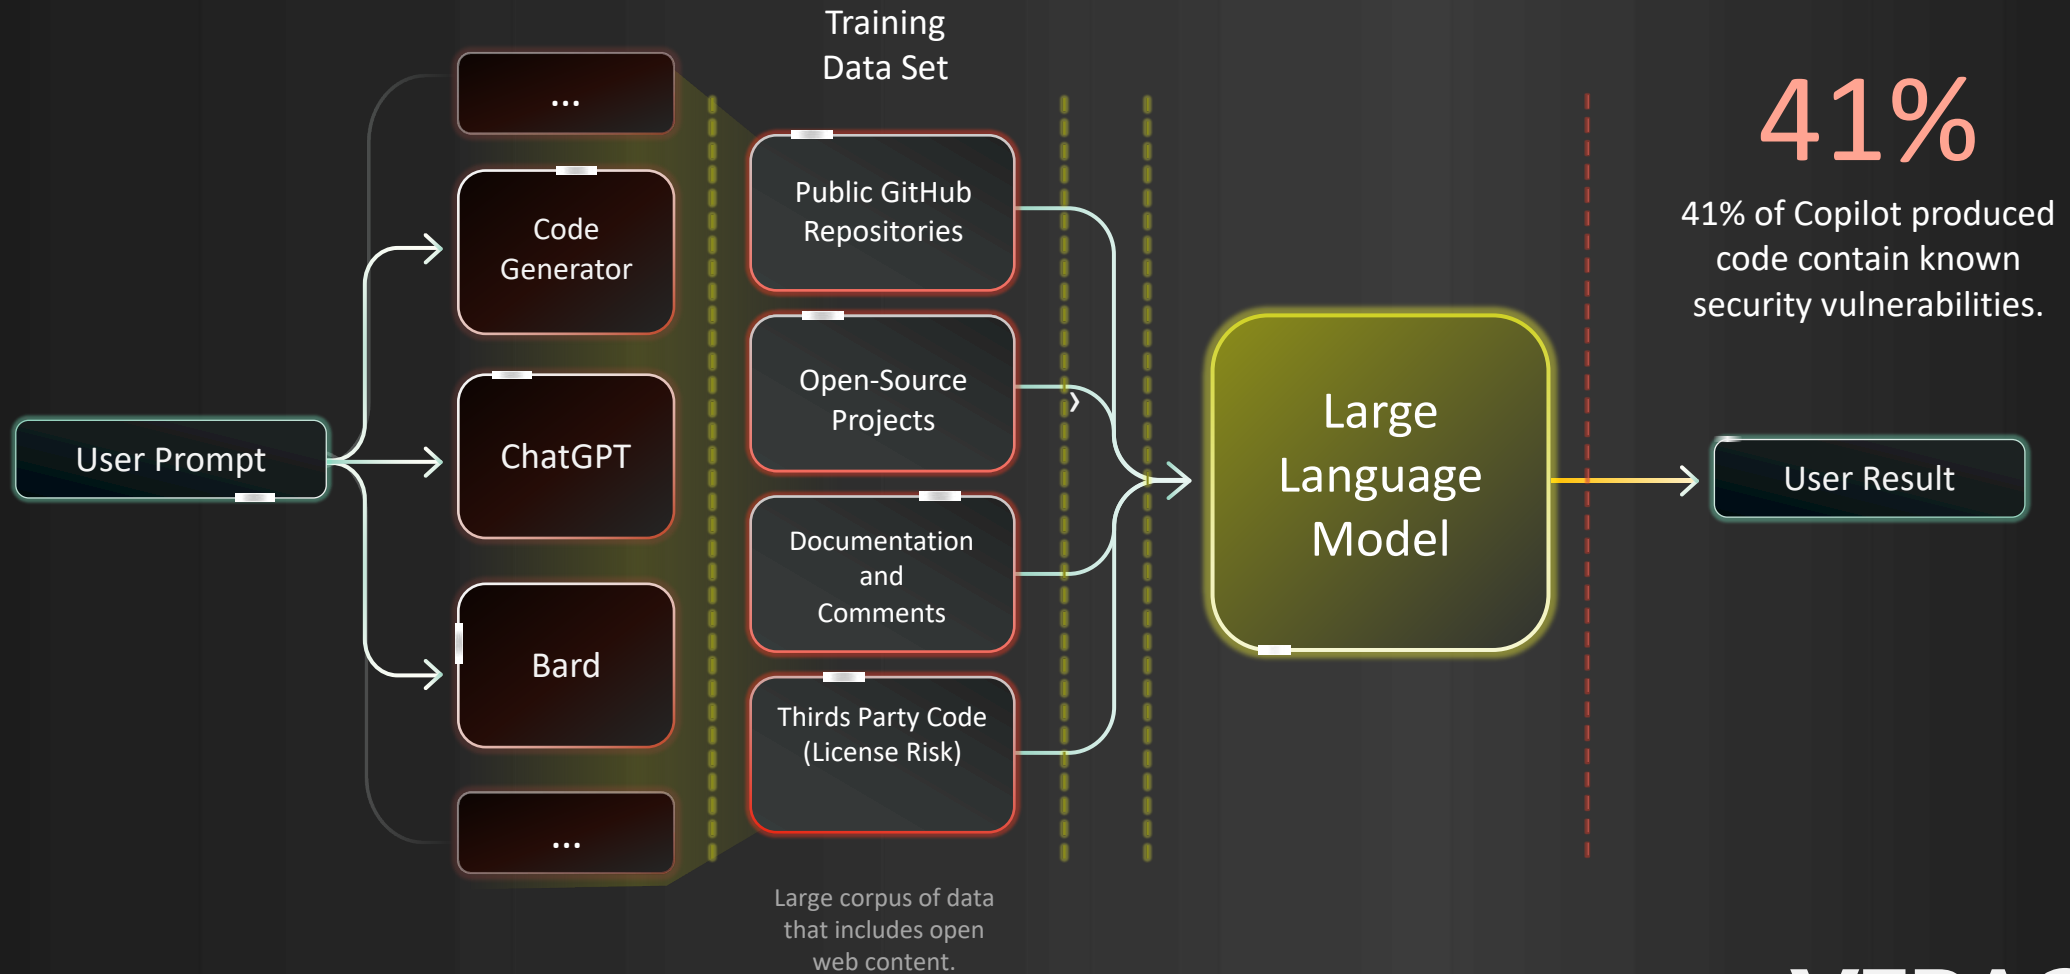 Training
Data Set
...
Code
Generator
ChatGPT
Bard
...
User Prompt
Public GitHub
Repositories
Open-Source
Projects
Documentation
and
Comments
Thirds Party Code
(License Risk)
Large corpus of data
that includes open
web content.
Large
Language
Model
41%
41% of Copilot produced
code contain known
security vulnerabilities.
User Result